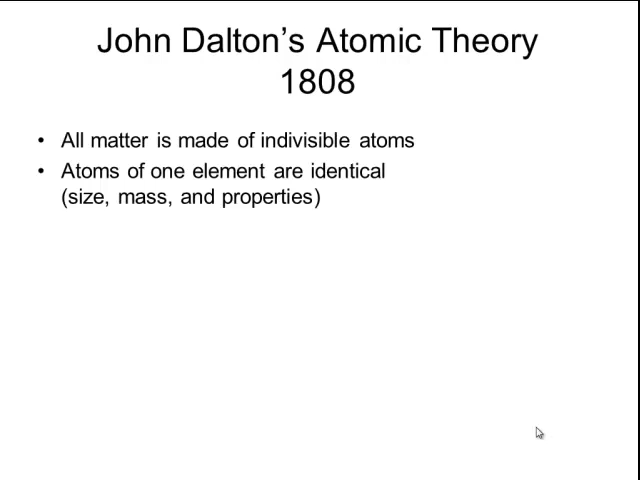 John Dalton’s Atomic Theory
1808
• All matter is made of indivisible atoms
• Atoms of one element are identical
(size, mass, and properties)